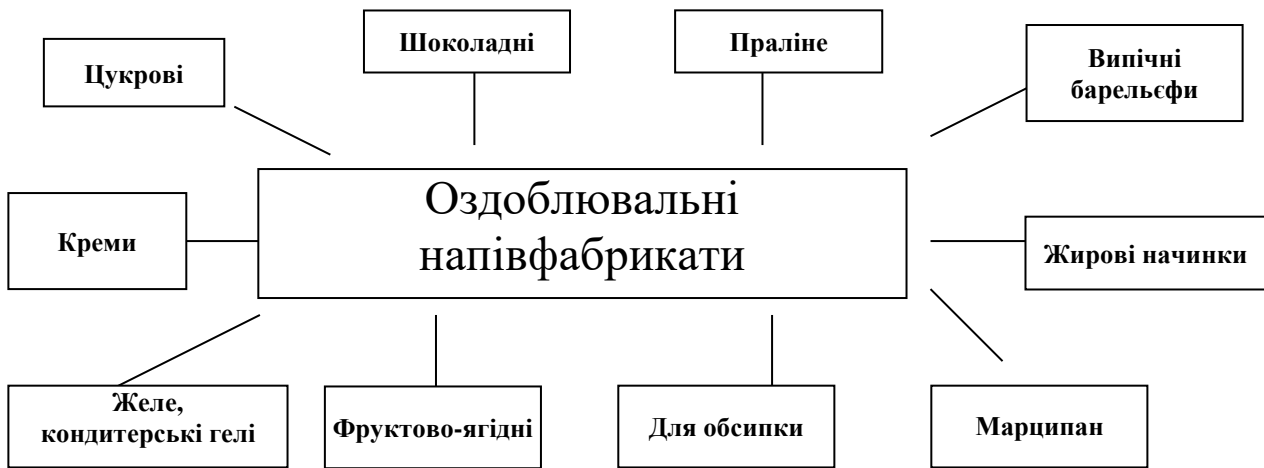 Шоколадні
Праліне
Цукрові
Випічні
барельєфи
Оздоблювальні
напівфабрикати
Креми
Жирові начинки
Желе,
кондитерські гелі
Фруктово-ягідні
Для обсипки
Марципан